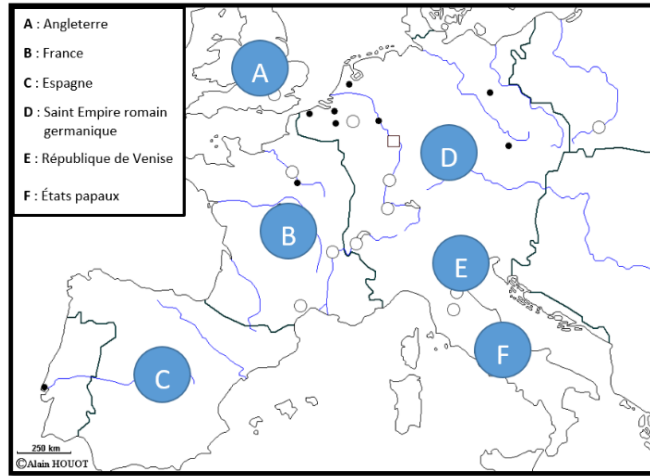 A : Angleterre
B : France
C : Espagne
D : Saint Empire romain
germanique
E : République de Venise
F : États papaux
A
D
B
E
F
C
250 km
©Alain HOUOT